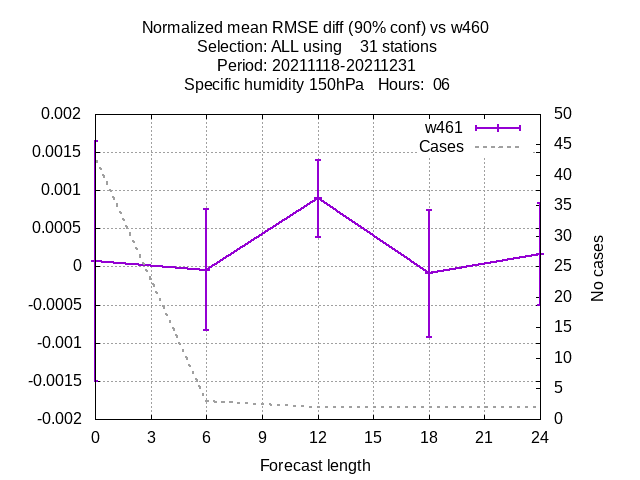 Normalized mean RMSE diff (90% conf) vs w460
Selection: ALL using    31 stations
Period: 20211118-20211231
Specific humidity 150hPa   Hours:  06
w461
Cases
0.002
0.0015
0.001
0.0005
0
-0.0005
-0.001
-0.0015
-0.002
50
45
40
35
30
25
20
15
10
5
0
No cases
0 3 6 9 12 15 18 21 24
Forecast length